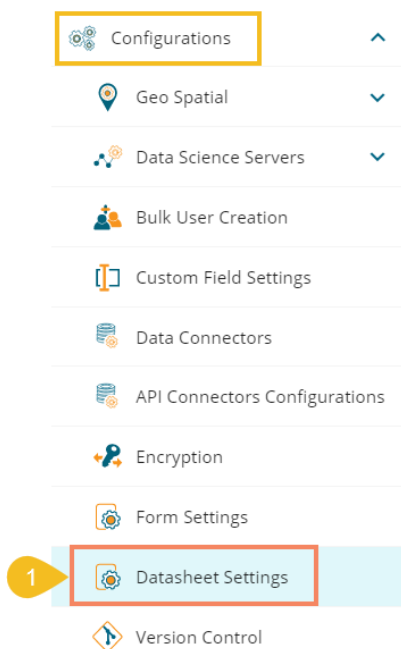 Configurations
Geo Spatial
Data Science Servers
Bulk User Creation
Custom Field Settings
Data Connectors
API Connectors Configurations
Encryption
Form Settings
1 Datasheet Settings
Version Control